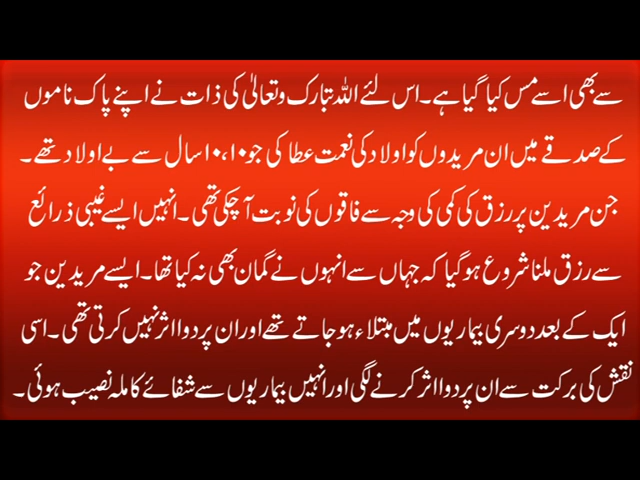 سے بھی اسے مس کیا گیا ہے۔ اس لئے اللہ تبارک وتعالیٰ کی ذات نے اپنے پاک ناموں
کے صدقے میں ان مریدوں کو اولاد کی نعمت عطا کی جو ۱۰،۱۰ سال سے بے اولاد تھے۔
جن مریدین پر رزق کی کمی کی وجہ سے فاقوں کی نوبت آ چکی تھی۔ انہیں ایسے غیبی ذرائع
سے رزق ملنا شروع ہو گیا کہ جہاں سے انہوں نے گمان بھی نہ کیا تھا۔ ایسے مریدین جو
ایک کے بعد دوسری بیماریوں میں مبتلاء ہو جاتے تھے اور ان پر دوا اثر نہیں کرتی تھی۔ اسی
نقش کی برکت سے ان پر دوا اثر کرنے لگی اور انہیں بیماریوں سے شفائے کاملہ نصیب ہوئی۔